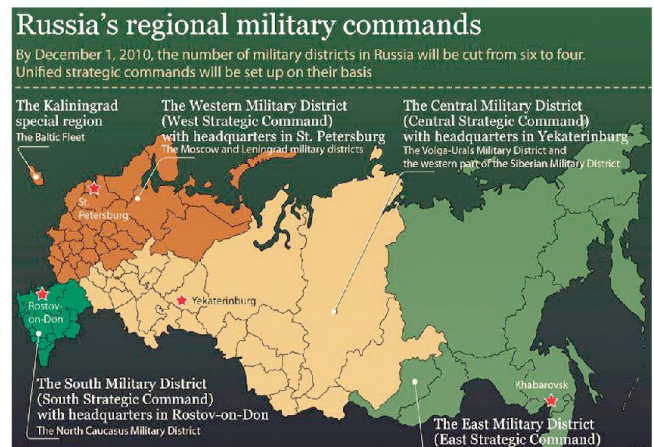 Russia's regional military commands
By December 1, 2010, the number of military districts in Russia will be cut from six to four.
Unified strategic commands will be set up on their basis
The Kaliningrad
special region
The Baltic Fleet
The Western Military District
(West Strategic Command)
with headquarters in St. Petersburg
The Moscow and Leningrad military districts
The Central Military District
(Central Strategic Command)
with headquarters in Yekaterinburg
The Volga-Urals Military District and
the western part of the Siberian Military District
St.
Petersburg
Rostov-
on-Don
Yekaterinburg
Khabarovsk
The South Military District
(South Strategic Command)
with headquarters in Rostov-on-Don
The North Caucasus Military District
The East Military District
(East Strategic Command)